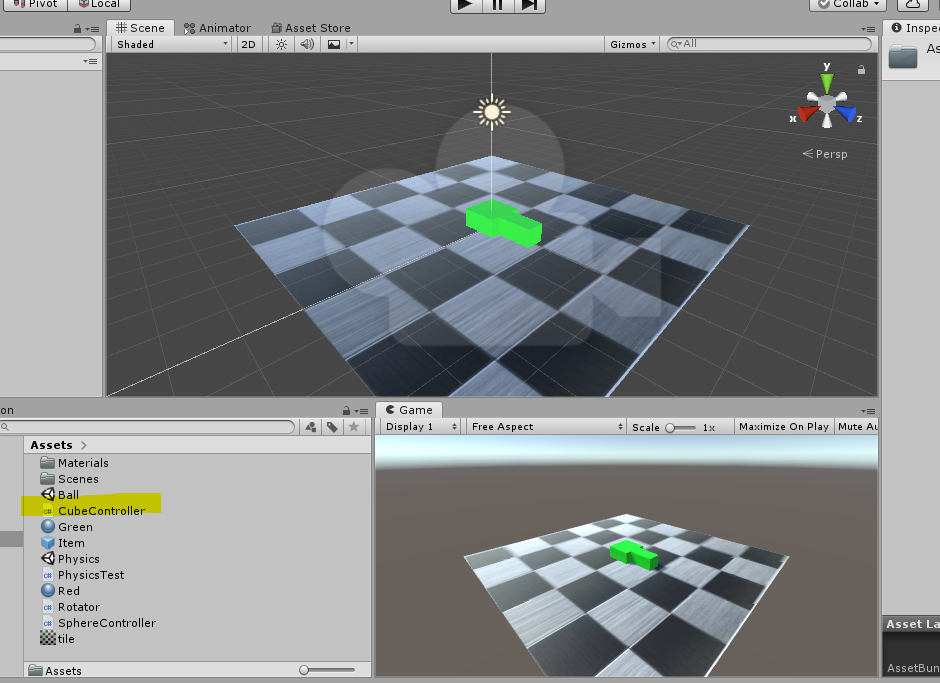 Pivot Local Collab
Scene Animator Asset Store Inspec
Shaded 2D Gizmos All
As
y
x z
Persp
on
Game
Display 1 Free Aspect Scale 1x Maximize On Play Mute Au
Assets
Materials
Scenes
Ball
C# CubeController
Green
Item
Physics
C# PhysicsTest
Red
C# Rotator
C# SphereController
tile
Assets
Asset La
AssetBun